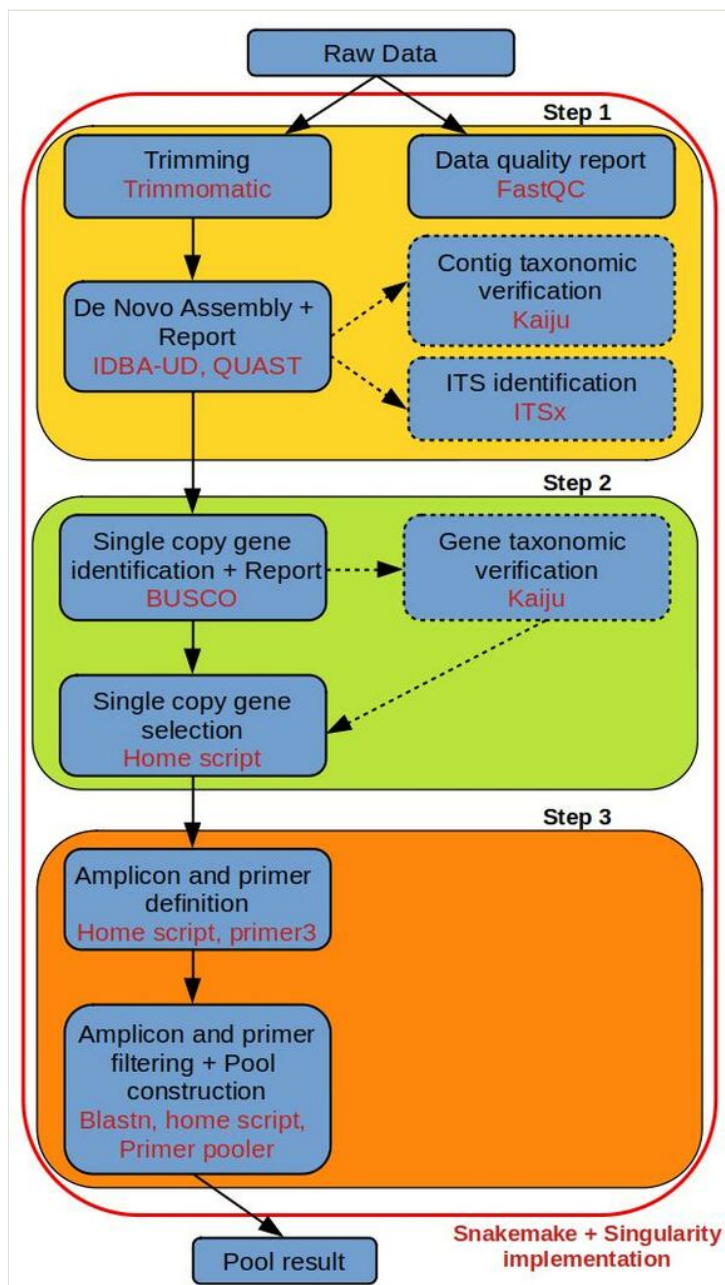 Raw Data
Step 1
Trimming
Trimmomatic
Data quality report
FastQC
De Novo Assembly +
Report
IDBA-UD, QUAST
Contig taxonomic
verification
Kaiju
ITS identification
ITSx
Step 2
Single copy gene
identification + Report
BUSCO
Gene taxonomic
verification
Kaiju
Single copy gene
selection
Home script
Step 3
Amplicon and primer
definition
Home script, primer3
Amplicon and primer
filtering + Pool
construction
Blastn, home script,
Primer pooler
Snakemake + Singularity
implementation
Pool result